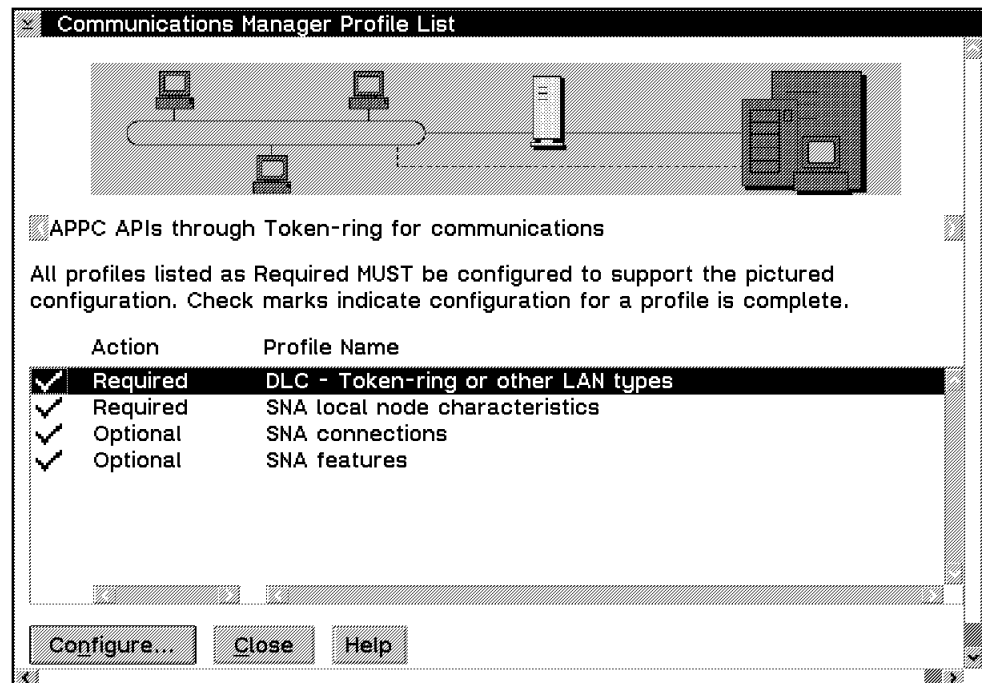 Communications Manager Profile List
APPC APIs through Token-ring for communications
All profiles listed as Required MUST be configured to support the pictured
configuration. Check marks indicate configuration for a profile is complete.
Action Profile Name
Required DLC - Token-ring or other LAN types
Required SNA local node characteristics
Optional SNA connections
Optional SNA features
Configure... Close Help